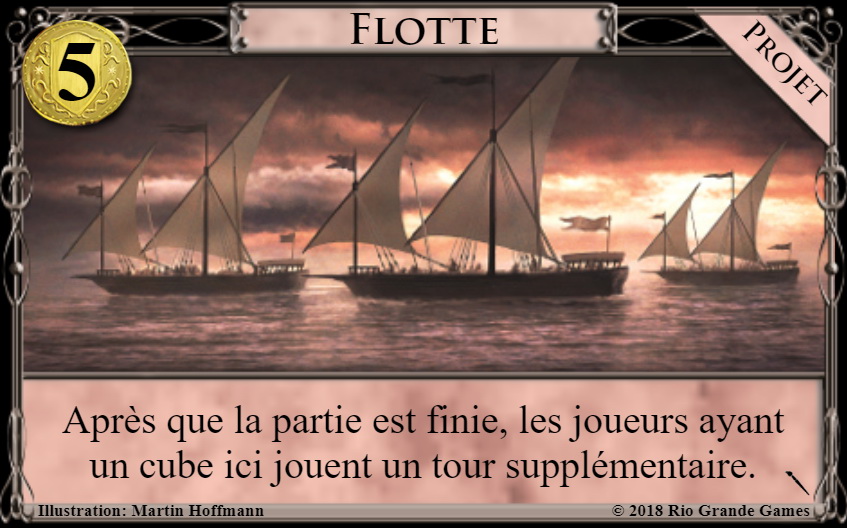 FLOTTE
5
PROJET
Après que la partie est finie, les joueurs ayant
un cube ici jouent un tour supplémentaire.
Illustration: Martin Hoffmann
© 2018 Rio Grande Games